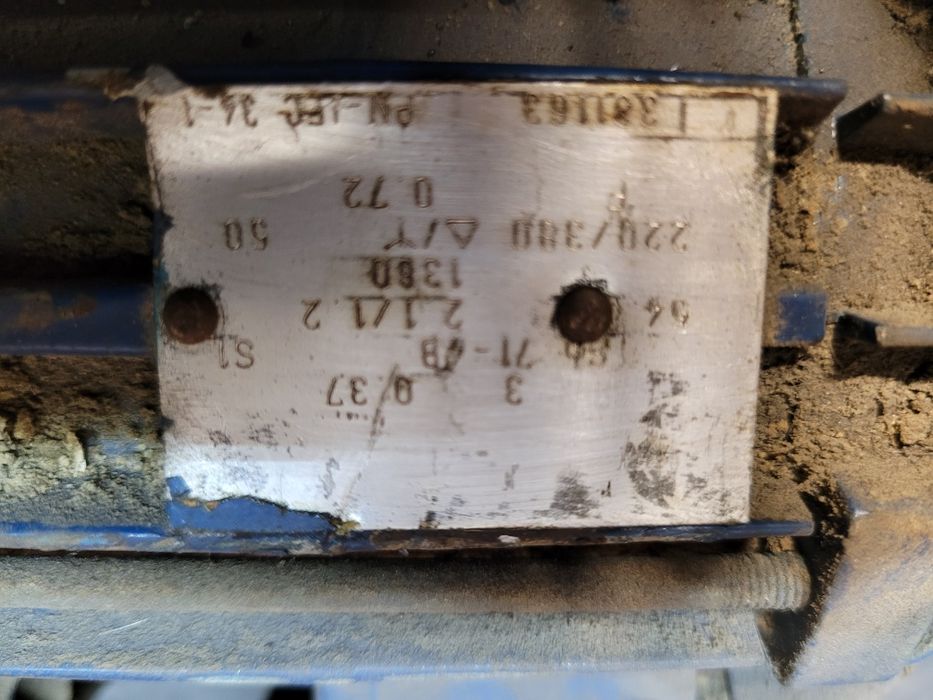 3 0.37
71-4B S1
54 2.1/1.2
1380
220/380 △/Y 50
F 0.72
PN-IEC 34-1